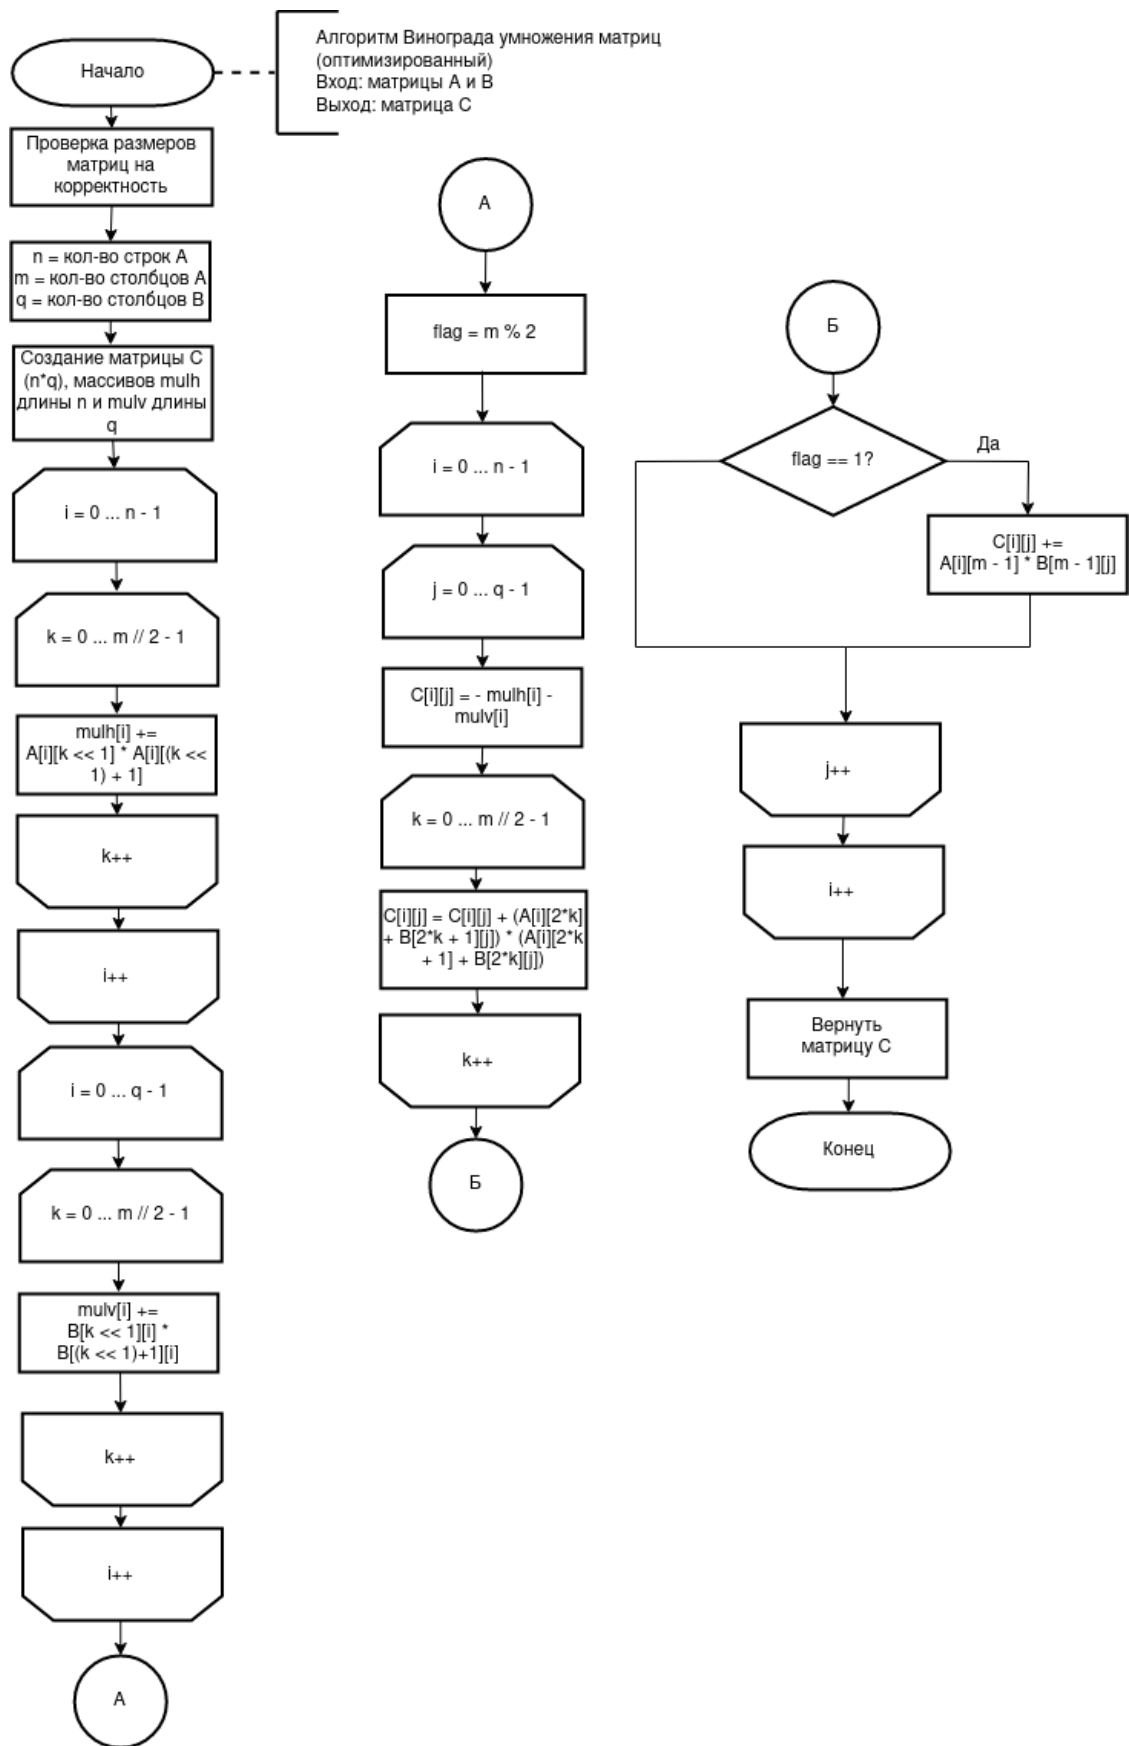 Начало
Алгоритм Винограда умножения матриц
(оптимизированный)
Вход: матрицы А и В
Выход: матрица С
Проверка размеров
матриц на
корректность
n = кол-во строк А
m = кол-во столбцов А
q = кол-во столбцов В
Создание матрицы С
(n*q), массивов mulh
длины n и mulv длины
q
i = 0 ... n - 1
k = 0 ... m // 2 - 1
mulh[i] +=
A[i][k << 1] * A[i][(k <<
1) + 1]
k++
i++
i = 0 ... q - 1
k = 0 ... m // 2 - 1
mulv[i] +=
B[k << 1][i] *
B[(k << 1)+1][i]
k++
i++
А
А
flag = m % 2
i = 0 ... n - 1
j = 0 ... q - 1
C[i][j] = - mulh[i] -
mulv[i]
k = 0 ... m // 2 - 1
C[i][j] = C[i][j] + (A[i][2*k]
+ B[2*k + 1][j]) * (A[i][2*k
+ 1] + B[2*k][j])
k++
Б
Б
flag == 1?
Да
C[i][j] +=
A[i][m - 1] * B[m - 1][j]
j++
i++
Вернуть
матрицу С
Конец